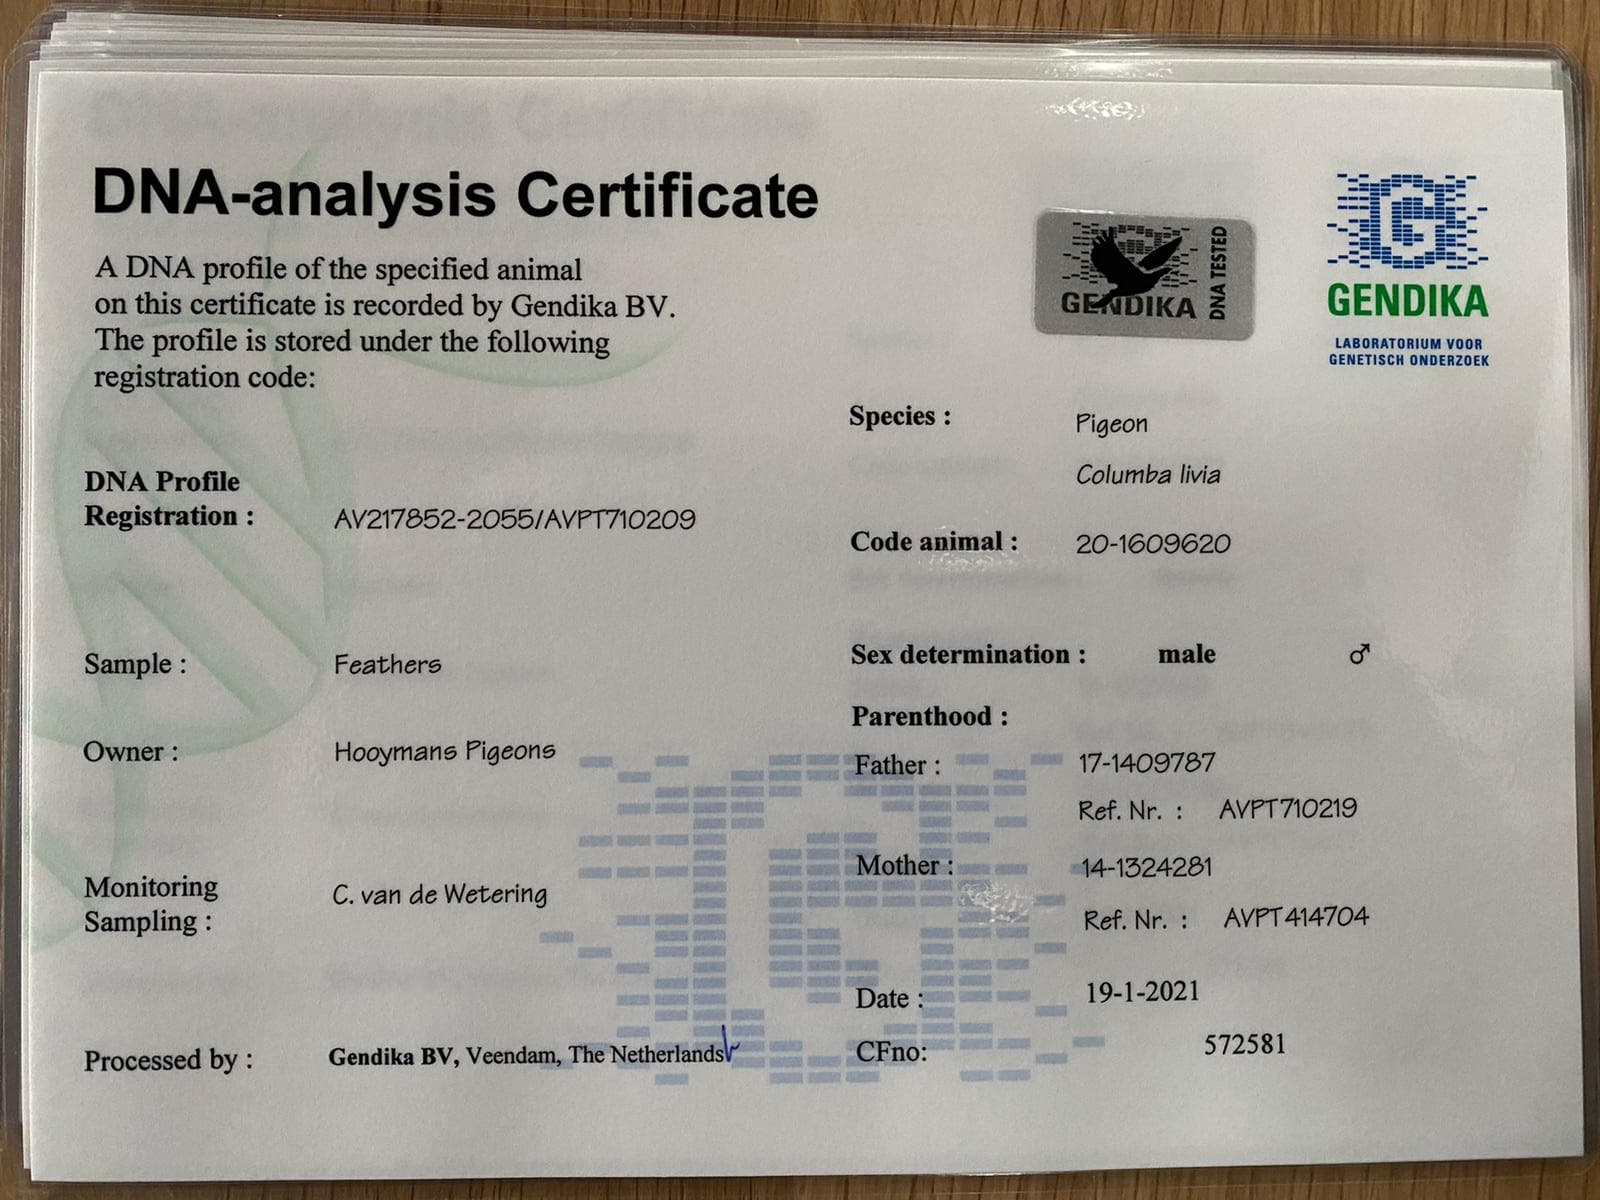 DNA-analysis Certificate
A DNA profile of the specified animal
on this certificate is recorded by Gendika BV.
The profile is stored under the following
registration code:
GENDIKA
DNA TESTED
GENDIKA
LABORATORIUM VOOR
GENETISCH ONDERZOEK
DNA Profile
Registration : AV217852-2055/AVPT710209
Sample : Feathers
Owner : Hooymans Pigeons
Monitoring
Sampling : C. van de Wetering
Processed by : Gendika BV, Veendam, The Netherlands
Species : Pigeon
Columba livia
Code animal : 20-1609620
Sex determination : male ♂
Parenthood :
Father : 17-1409787
Ref. Nr. : AVPT710219
Mother : 14-1324281
Ref. Nr. : AVPT414704
Date : 19-1-2021
CFno: 572581